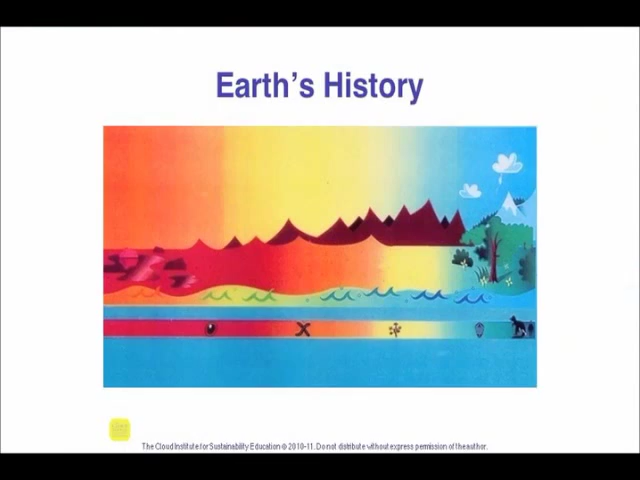 Earth's History
The Cloud Institute for Sustainability Education © 2010-11. Do not distribute without express permission of the author.